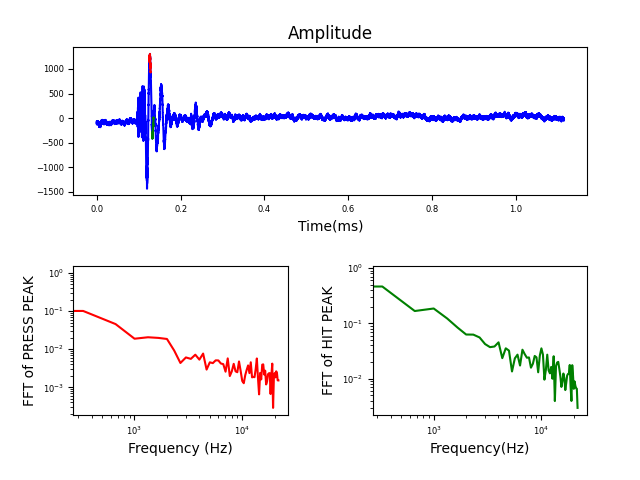 Amplitude
1000
500
0
−500
−1000
−1500
0.0 0.2 0.4 0.6 0.8 1.0
Time(ms)
FFT of PRESS PEAK
10⁰
10⁻¹
10⁻²
10⁻³
10³ 10⁴
Frequency (Hz)
FFT of HIT PEAK
10⁰
10⁻¹
10⁻²
10³ 10⁴
Frequency(Hz)